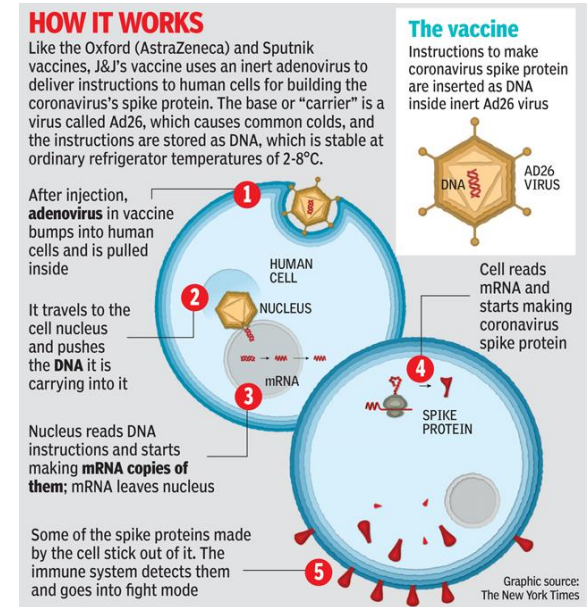 HOW IT WORKS
Like the Oxford (AstraZeneca) and Sputnik
vaccines, J&J's vaccine uses an inert adenovirus to
deliver instructions to human cells for building the
coronavirus's spike protein. The base or “carrier” is a
virus called Ad26, which causes common colds, and
the instructions are stored as DNA, which is stable at
ordinary refrigerator temperatures of 2-8°C.
The vaccine
Instructions to make
coronavirus spike protein
are inserted as DNA
inside inert Ad26 virus
DNA
AD26
VIRUS
After injection,
adenovirus in vaccine
bumps into human
cells and is pulled
inside
1
HUMAN
CELL
It travels to the
cell nucleus
and pushes
the DNA it is
carrying into it
2
NUCLEUS
mRNA
3
Nucleus reads DNA
instructions and starts
making mRNA copies of
them; mRNA leaves nucleus
Cell reads
mRNA and
starts making
coronavirus
spike protein
4
SPIKE
PROTEIN
Some of the spike proteins made
by the cell stick out of it. The
immune system detects them
and goes into fight mode
5
Graphic source:
The New York Times